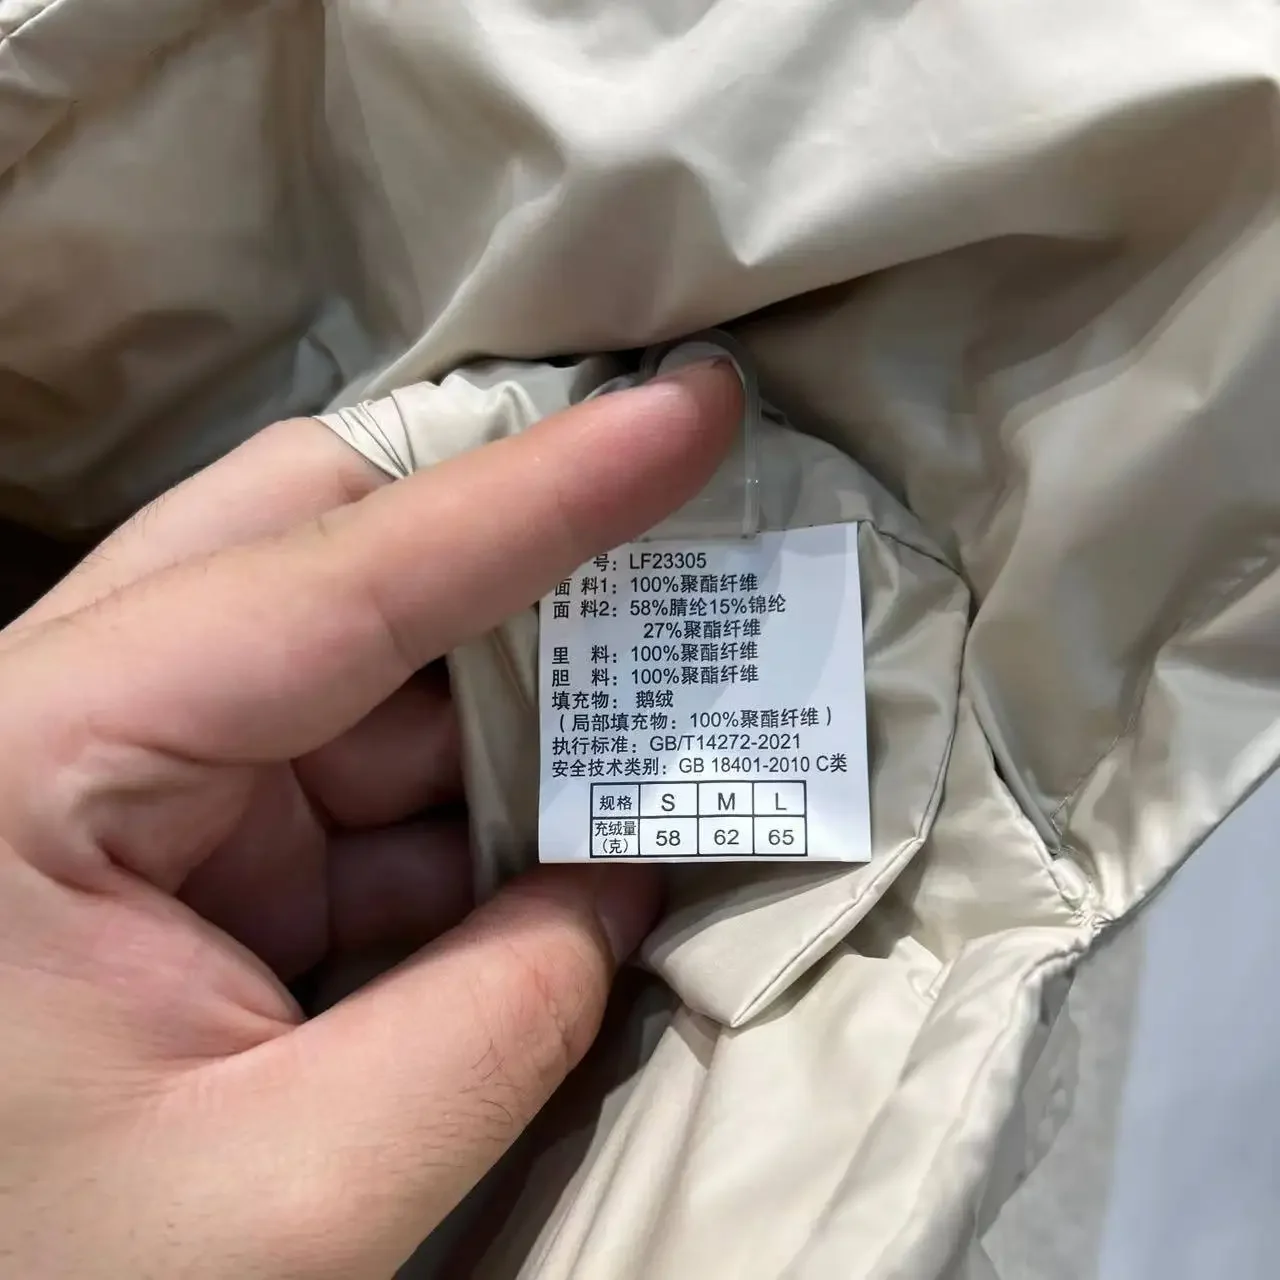 号: LF23305
面 料1: 100%聚酯纤维
面 料2: 58%腈纶15%锦纶
27%聚酯纤维
里 料: 100%聚酯纤维
胆 料: 100%聚酯纤维
填充物: 鹅绒
(局部填充物: 100%聚酯纤维)
执行标准: GB/T14272-2021
安全技术类别: GB 18401-2010 C类
规格 S M L
充绒量(克) 58 62 65